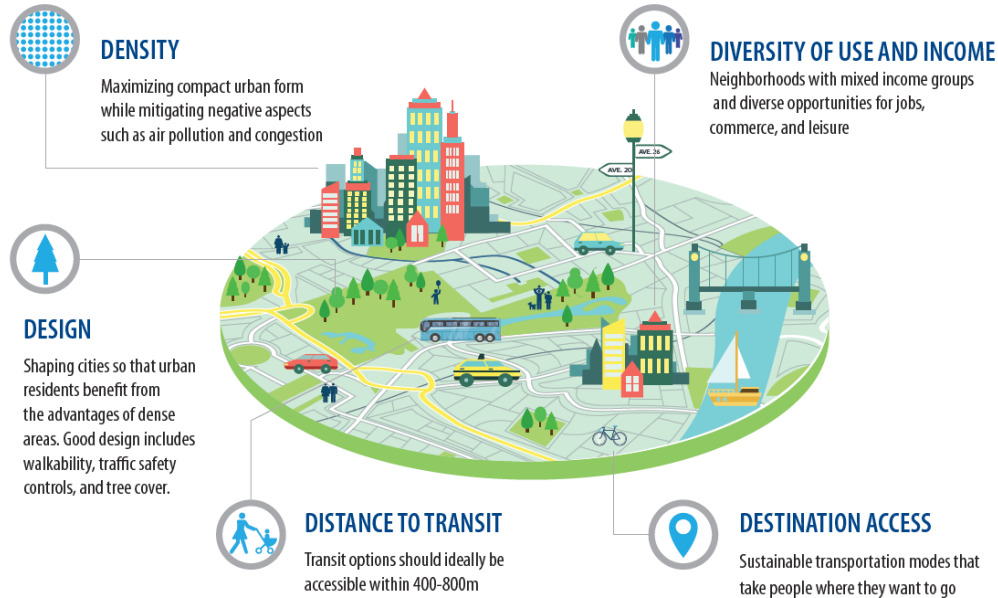 DENSITY
Maximizing compact urban form
while mitigating negative aspects
such as air pollution and congestion
DIVERSITY OF USE AND INCOME
Neighborhoods with mixed income groups
and diverse opportunities for jobs,
commerce, and leisure
AVE. 26
AVE. 20
DESIGN
Shaping cities so that urban
residents benefit from
the advantages of dense
areas. Good design includes
walkability, traffic safety
controls, and tree cover.
DISTANCE TO TRANSIT
Transit options should ideally be
accessible within 400-800m
DESTINATION ACCESS
Sustainable transportation modes that
take people where they want to go